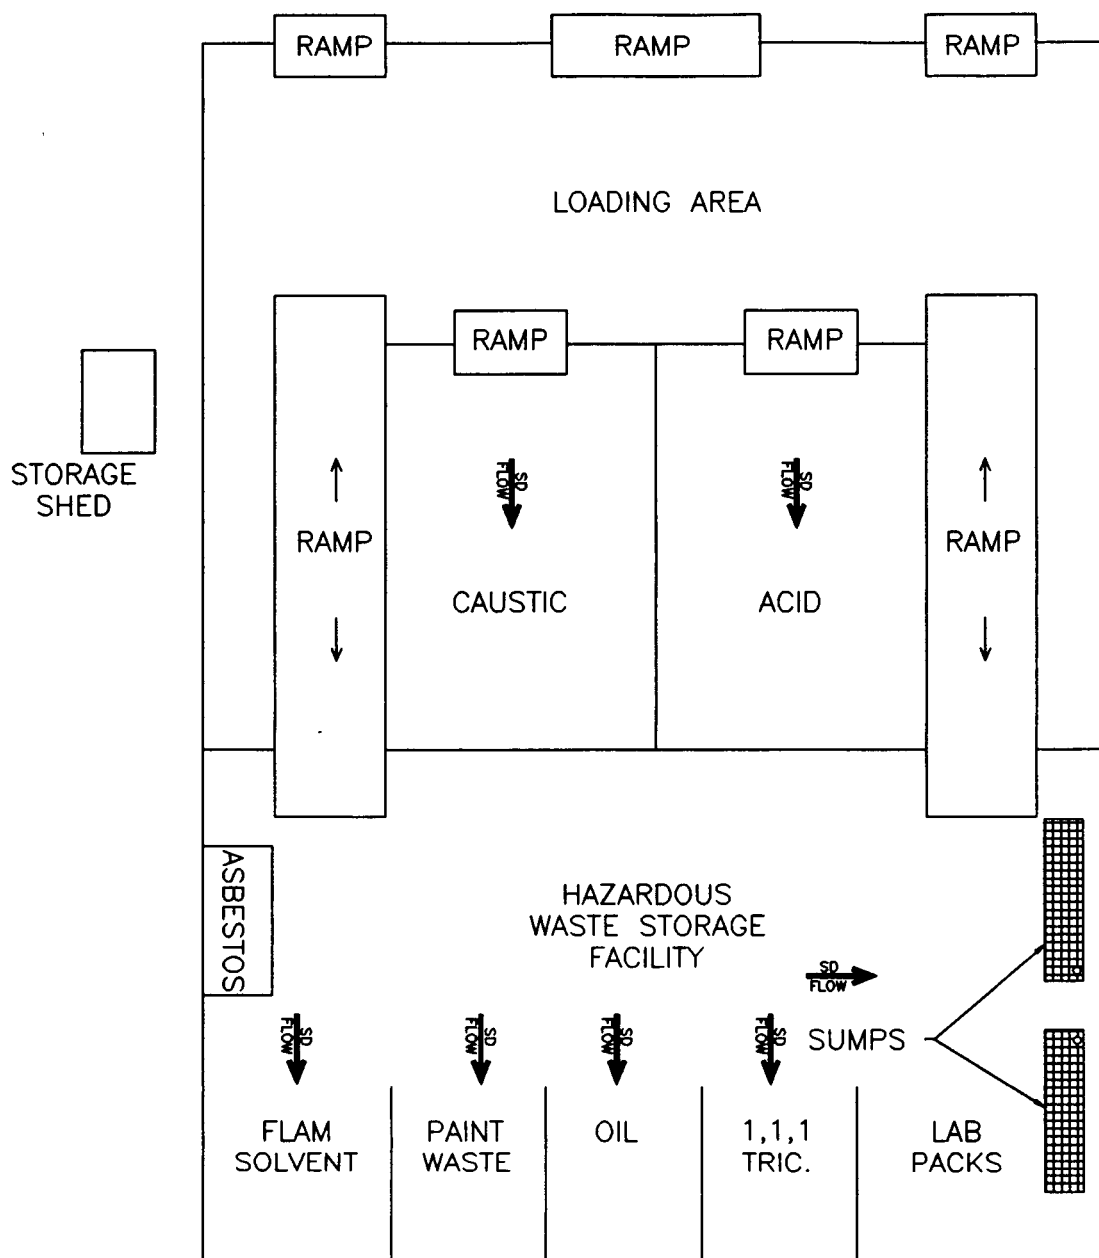 RAMP
RAMP
RAMP
LOADING AREA
RAMP
RAMP
STORAGE
SHED
SD
FLOW
SD
FLOW
RAMP
RAMP
CAUSTIC
ACID
ASBESTOS
HAZARDOUS
WASTE STORAGE
FACILITY
SD
FLOW
SD
FLOW
SD
FLOW
SD
FLOW
SD
FLOW
SUMPS
FLAM
SOLVENT
PAINT
WASTE
OIL
1,1,1
TRIC.
LAB
PACKS